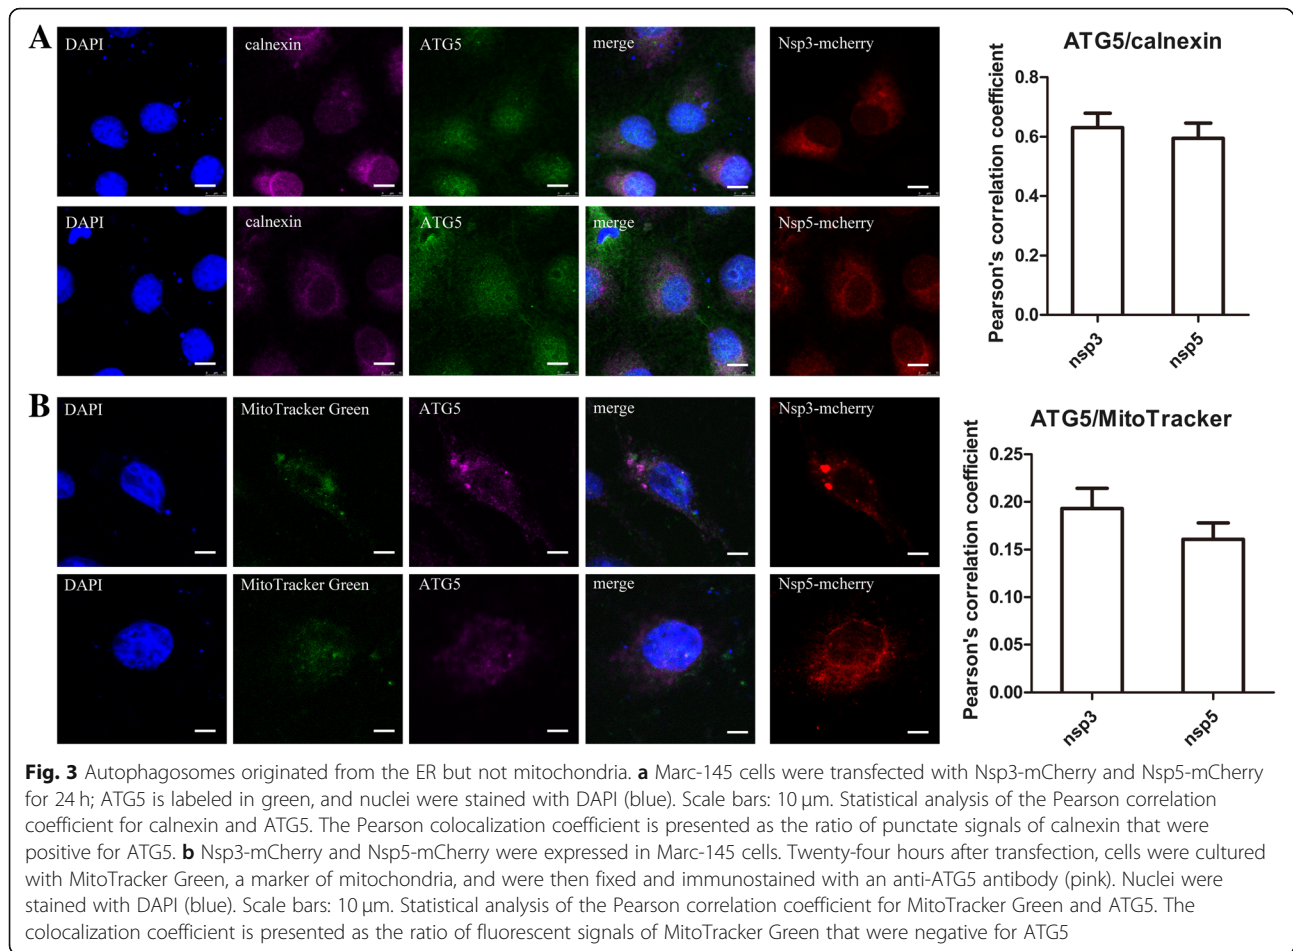 A
DAPI
calnexin
ATG5
merge
Nsp3-mcherry
DAPI
calnexin
ATG5
merge
Nsp5-mcherry
ATG5/calnexin
Pearson's correlation coefficient
0.8
0.6
0.4
0.2
0.0
nsp3
nsp5
B
DAPI
MitoTracker Green
ATG5
merge
Nsp3-mcherry
DAPI
MitoTracker Green
ATG5
merge
Nsp5-mcherry
ATG5/MitoTracker
Pearson's correlation coefficient
0.25
0.20
0.15
0.10
0.05
0.00
nsp3
nsp5
Fig. 3 Autophagosomes originated from the ER but not mitochondria. a Marc-145 cells were transfected with Nsp3-mCherry and Nsp5-mCherry
for 24 h; ATG5 is labeled in green, and nuclei were stained with DAPI (blue). Scale bars: 10 μm. Statistical analysis of the Pearson correlation
coefficient for calnexin and ATG5. The Pearson colocalization coefficient is presented as the ratio of punctate signals of calnexin that were
positive for ATG5. b Nsp3-mCherry and Nsp5-mCherry were expressed in Marc-145 cells. Twenty-four hours after transfection, cells were cultured
with MitoTracker Green, a marker of mitochondria, and were then fixed and immunostained with an anti-ATG5 antibody (pink). Nuclei were
stained with DAPI (blue). Scale bars: 10 μm. Statistical analysis of the Pearson correlation coefficient for MitoTracker Green and ATG5. The
colocalization coefficient is presented as the ratio of fluorescent signals of MitoTracker Green that were negative for ATG5